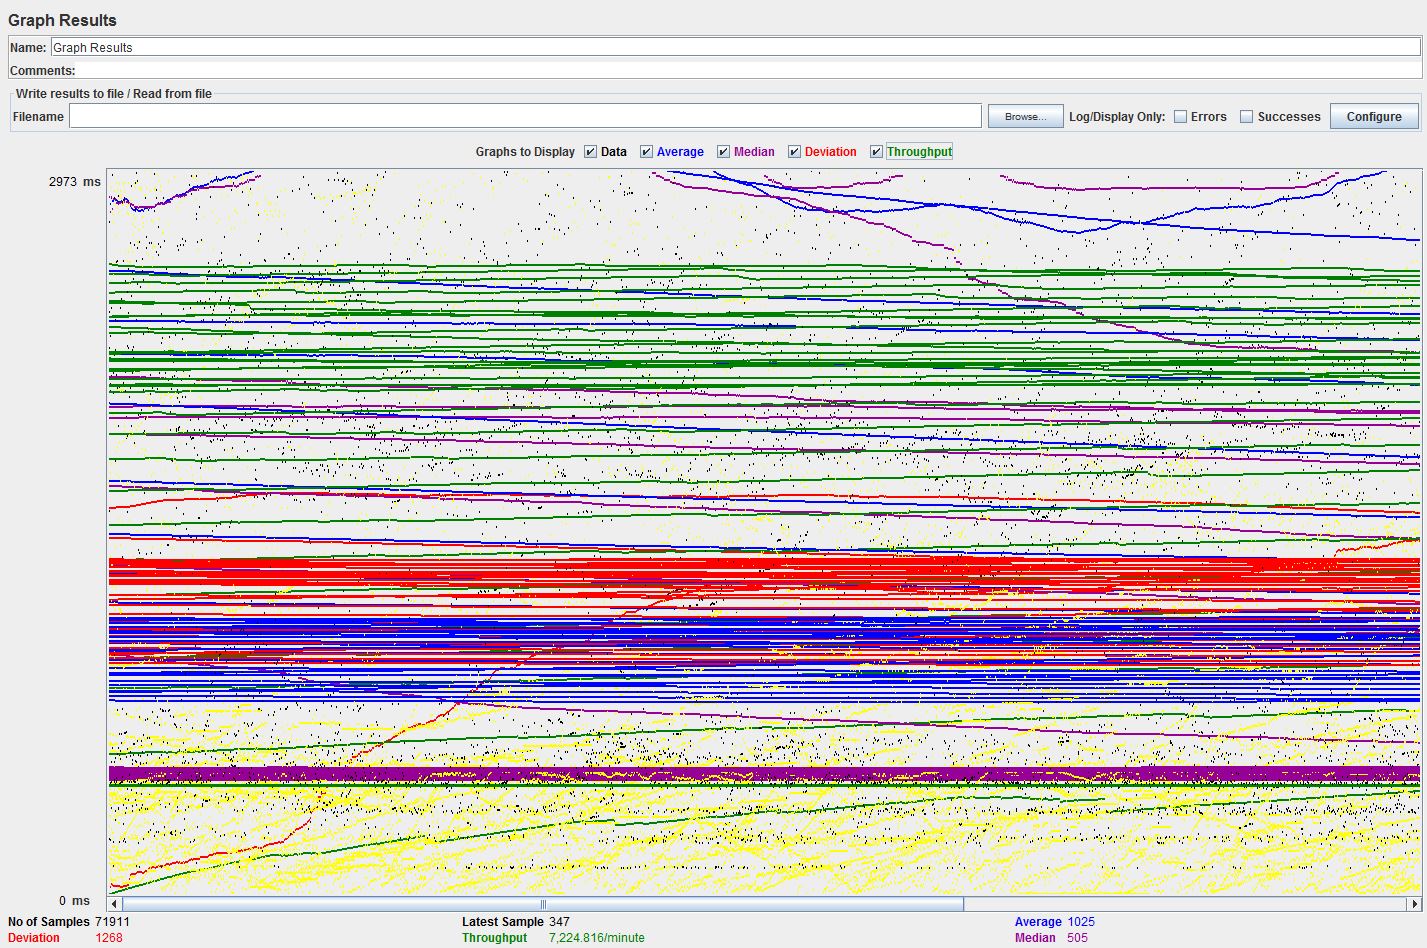 Graph Results
Name: Graph Results
Comments:
Write results to file / Read from file
Filename Browse... Log/Display Only: Errors Successes Configure
Graphs to Display Data Average Median Deviation Throughput
2973 ms
0 ms
No of Samples 71911 Latest Sample 347 Average 1025
Deviation 1268 Throughput 7,224.816/minute Median 505